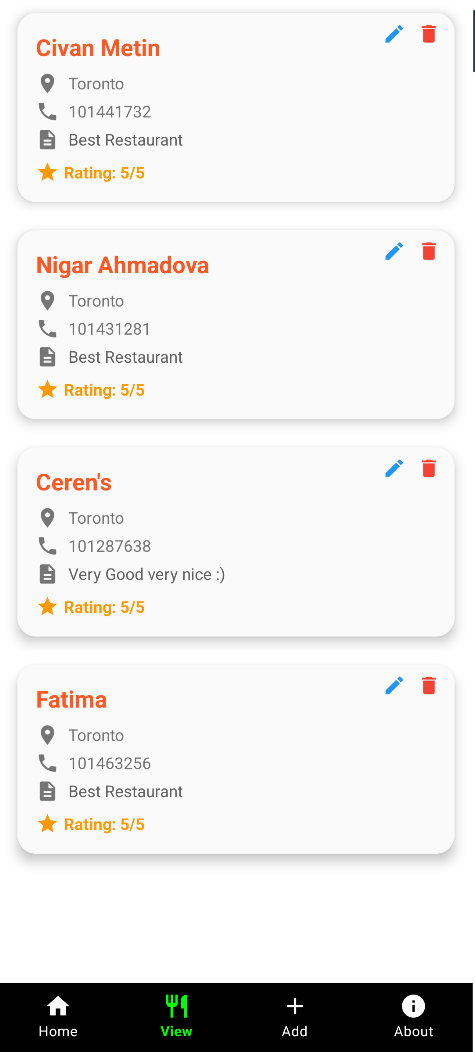 Civan Metin
Toronto
101441732
Best Restaurant
Rating: 5/5
Nigar Ahmadova
Toronto
101431281
Best Restaurant
Rating: 5/5
Ceren's
Toronto
101287638
Very Good very nice :)
Rating: 5/5
Fatima
Toronto
101463256
Best Restaurant
Rating: 5/5
Home View Add About